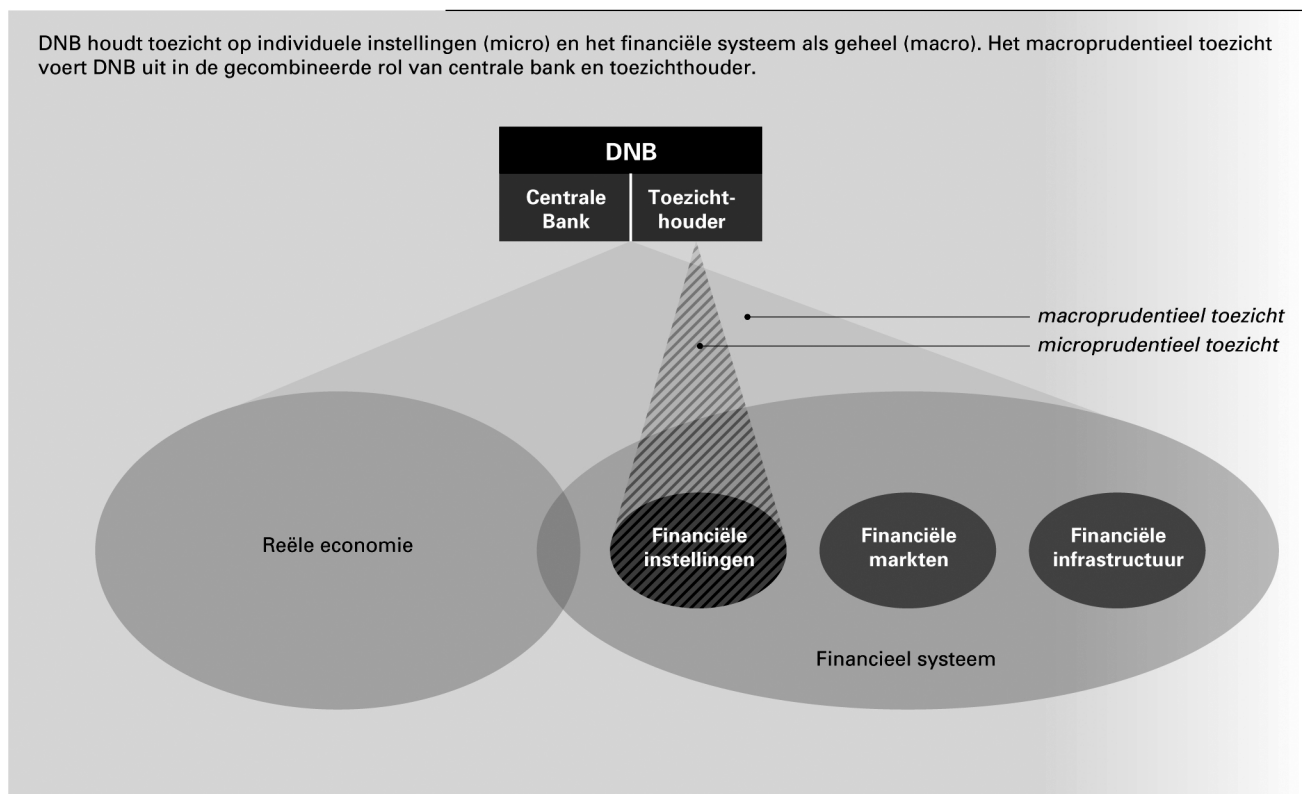 DNB houdt toezicht op individuele instellingen (micro) en het financiële systeem als geheel (macro). Het macroprudentieel toezicht
voert DNB uit in de gecombineerde rol van centrale bank en toezichthouder.
DNB
Centrale
Bank
Toezicht-
houder
macroprudentieel toezicht
microprudentieel toezicht
Reële economie
Financiële
instellingen
Financiële
markten
Financiële
infrastructuur
Financieel systeem